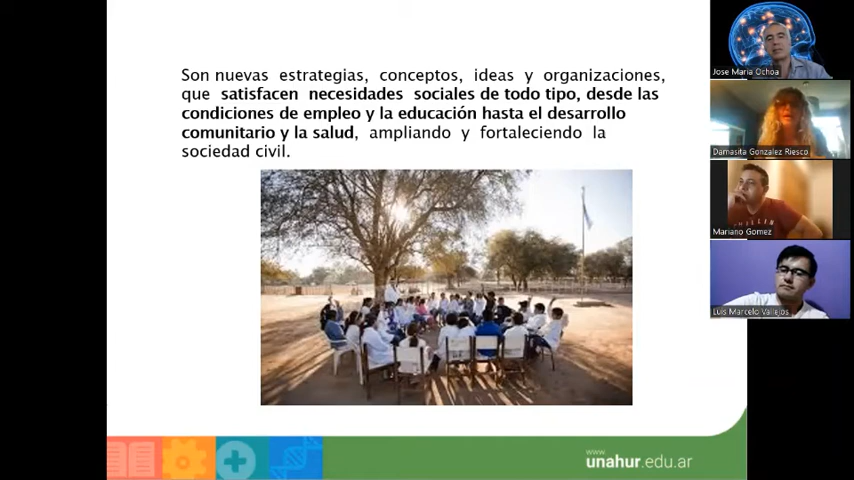 Son nuevas estrategias, conceptos, ideas y organizaciones,
que satisfacen necesidades sociales de todo tipo, desde las
condiciones de empleo y la educación hasta el desarrollo
comunitario y la salud, ampliando y fortaleciendo la
sociedad civil.
Jose Maria Ochoa
Damasita Gonzalez Riesco
Mariano Gomez
Luis Marcelo Vallejos
www
unahur.edu.ar